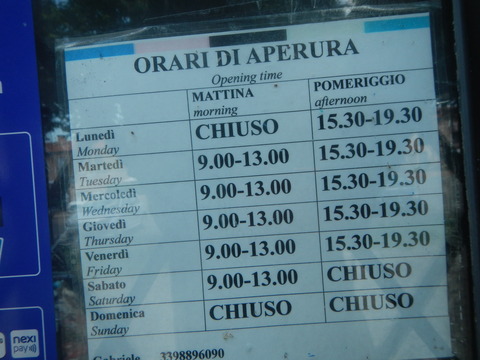 ORARI DI APERURA
Opening time
MATTINA POMERIGGIO
morning afternoon
Lunedì CHIUSO 15.30-19.30
Monday
Martedì 9.00-13.00 15.30-19.30
Tuesday
Mercoledì 9.00-13.00 15.30-19.30
Wednesday
Giovedì 9.00-13.00 15.30-19.30
Thursday
Venerdì 9.00-13.00 15.30-19.30
Friday
Sabato 9.00-13.00 CHIUSO
Saturday
Domenica CHIUSO CHIUSO
Sunday
Gabriele 3398896090
nexi
pay